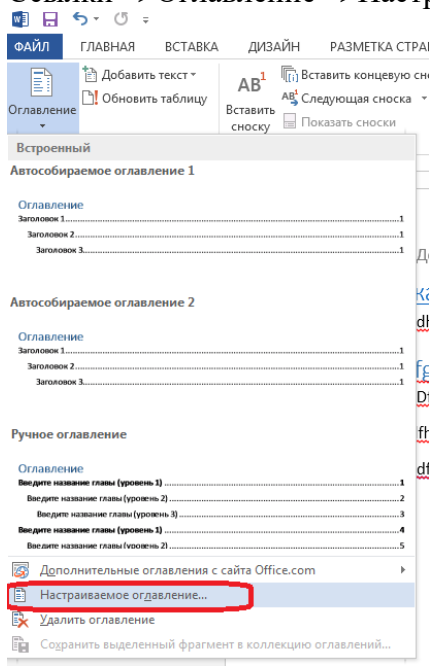 Ссылки → Оглавление → Настр
ФАЙЛ ГЛАВНАЯ ВСТАВКА ДИЗАЙН РАЗМЕТКА СТРА
Оглавление
Добавить текст
Обновить таблицу
AB¹
Вставить сноску
Вставить концевую сно
Следующая сноска
Показать сноски
Встроенный
Автособираемое оглавление 1
Оглавление
Заголовок 1 1
Заголовок 2 1
Заголовок 3 1
Автособираемое оглавление 2
Оглавление
Заголовок 1 1
Заголовок 2 1
Заголовок 3 1
Ручное оглавление
Оглавление
Введите название главы (уровень 1) 1
Введите название главы (уровень 2) 2
Введите название главы (уровень 3) 3
Введите название главы (уровень 1) 4
Введите название главы (уровень 2) 5
Дополнительные оглавления с сайта Office.com
Настраиваемое оглавление...
Удалить оглавление
Сохранить выделенный фрагмент в коллекцию оглавлений...